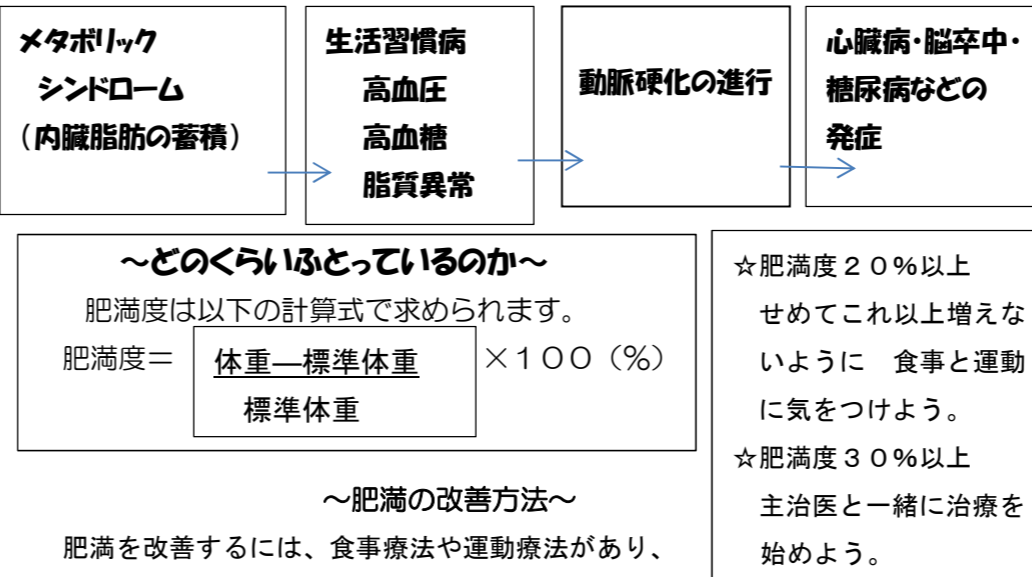 メタボリック
シンドローム
（内臓脂肪の蓄積）
生活習慣病
高血圧
高血糖
脂質異常
動脈硬化の進行
心臓病・脳卒中・
糖尿病などの
発症
～どのくらいふとっているのか～
肥満度は以下の計算式で求められます。
肥満度＝ 体重―標準体重 ×１００（％）
標準体重
☆肥満度２０％以上
せめてこれ以上増えな
いように　食事と運動
に気をつけよう。
☆肥満度３０％以上
主治医と一緒に治療を
始めよう。
～肥満の改善方法～
肥満を改善するには、食事療法や運動療法があり、